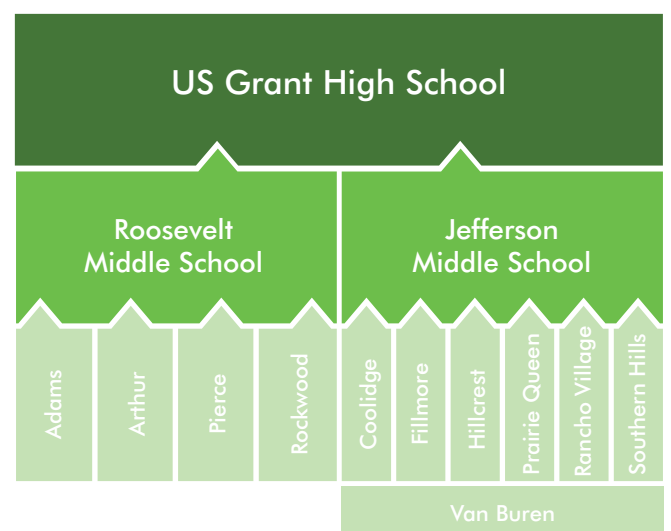 US Grant High School
Roosevelt
Middle School
Jefferson
Middle School
Adams
Arthur
Pierce
Rockwood
Coolidge
Fillmore
Hillcrest
Prairie Queen
Rancho Village
Southern Hills
Van Buren